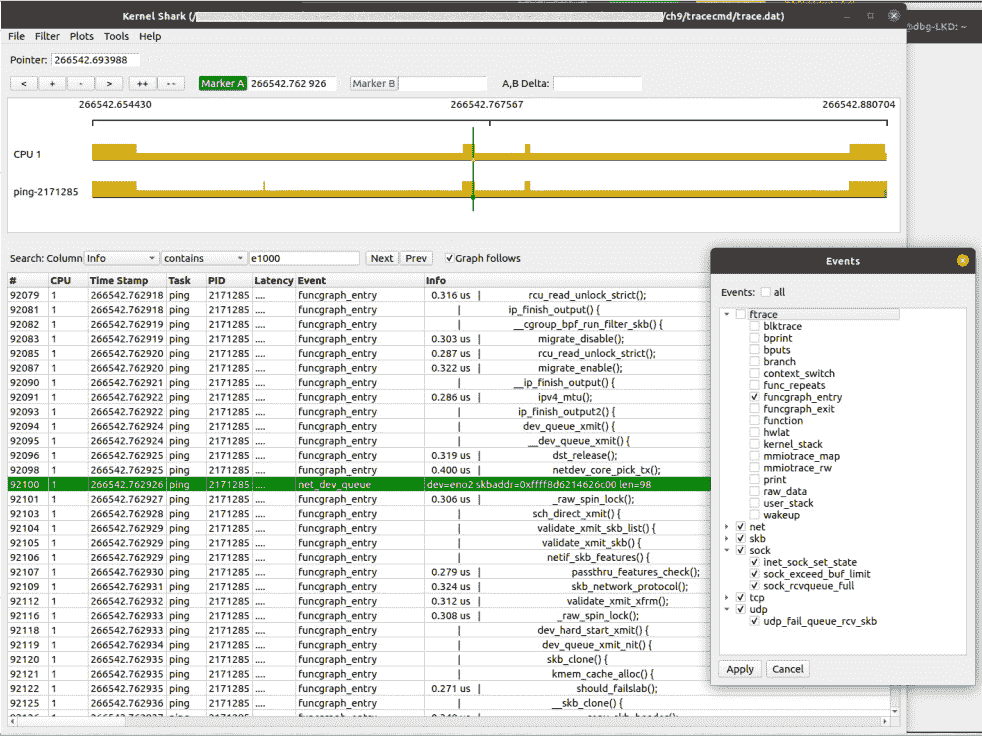 Kernel Shark (/ /ch9/tracecmd/trace.dat)
@dbg-LKD: ~
File Filter Plots Tools Help
Pointer: 266542.693988
< + - > ++ -- Marker A 266542.762 926 Marker B A,B Delta:
266542.654430 266542.767567 266542.880704
CPU 1
ping-2171285
Search: Column Info contains e1000 Next Prev Graph follows
# CPU Time Stamp Task PID Latency Event Info
92079 1 266542.762918 ping 2171285 .... funcgraph_entry 0.316 us | rcu_read_unlock_strict();
92081 1 266542.762918 ping 2171285 .... funcgraph_entry | ip_finish_output() {
92082 1 266542.762919 ping 2171285 .... funcgraph_entry | __cgroup_bpf_run_filter_skb() {
92083 1 266542.762919 ping 2171285 .... funcgraph_entry 0.303 us | migrate_disable();
92085 1 266542.762920 ping 2171285 .... funcgraph_entry 0.287 us | rcu_read_unlock_strict();
92087 1 266542.762920 ping 2171285 .... funcgraph_entry 0.322 us | migrate_enable();
92090 1 266542.762921 ping 2171285 .... funcgraph_entry | __ip_finish_output() {
92091 1 266542.762922 ping 2171285 .... funcgraph_entry 0.286 us | ipv4_mtu();
92093 1 266542.762922 ping 2171285 .... funcgraph_entry | ip_finish_output2() {
92094 1 266542.762924 ping 2171285 .... funcgraph_entry | dev_queue_xmit() {
92095 1 266542.762924 ping 2171285 .... funcgraph_entry | __dev_queue_xmit() {
92096 1 266542.762925 ping 2171285 .... funcgraph_entry 0.319 us | dst_release();
92098 1 266542.762925 ping 2171285 .... funcgraph_entry 0.400 us | netdev_core_pick_tx();
92100 1 266542.762926 ping 2171285 .... net_dev_queue dev=eno2 skbaddr=0xffff8d6214626c00 len=98
92101 1 266542.762927 ping 2171285 .... funcgraph_entry 0.306 us | _raw_spin_lock();
92103 1 266542.762928 ping 2171285 .... funcgraph_entry | sch_direct_xmit() {
92104 1 266542.762929 ping 2171285 .... funcgraph_entry | validate_xmit_skb_list() {
92105 1 266542.762929 ping 2171285 .... funcgraph_entry | validate_xmit_skb() {
92106 1 266542.762929 ping 2171285 .... funcgraph_entry | netif_skb_features() {
92107 1 266542.762930 ping 2171285 .... funcgraph_entry 0.279 us | passthru_features_check();
92109 1 266542.762931 ping 2171285 .... funcgraph_entry 0.324 us | skb_network_protocol();
92112 1 266542.762932 ping 2171285 .... funcgraph_entry 0.312 us | validate_xmit_xfrm();
92116 1 266542.762933 ping 2171285 .... funcgraph_entry 0.308 us | _raw_spin_lock();
92118 1 266542.762933 ping 2171285 .... funcgraph_entry | dev_hard_start_xmit() {
92119 1 266542.762934 ping 2171285 .... funcgraph_entry | dev_queue_xmit_nit() {
92120 1 266542.762935 ping 2171285 .... funcgraph_entry | skb_clone() {
92121 1 266542.762935 ping 2171285 .... funcgraph_entry | kmem_cache_alloc() {
92122 1 266542.762935 ping 2171285 .... funcgraph_entry 0.271 us | should_failslab();
92125 1 266542.762936 ping 2171285 .... funcgraph_entry | __skb_clone() {
Events
Events: all
ftrace
blktrace
bprint
bputs
branch
context_switch
func_repeats
funcgraph_entry
funcgraph_exit
function
hwlat
kernel_stack
mmiotrace_map
mmiotrace_rw
print
raw_data
user_stack
wakeup
net
skb
sock
inet_sock_set_state
sock_exceed_buf_limit
sock_rcvqueue_full
tcp
udp
udp_fail_queue_rcv_skb
Apply Cancel